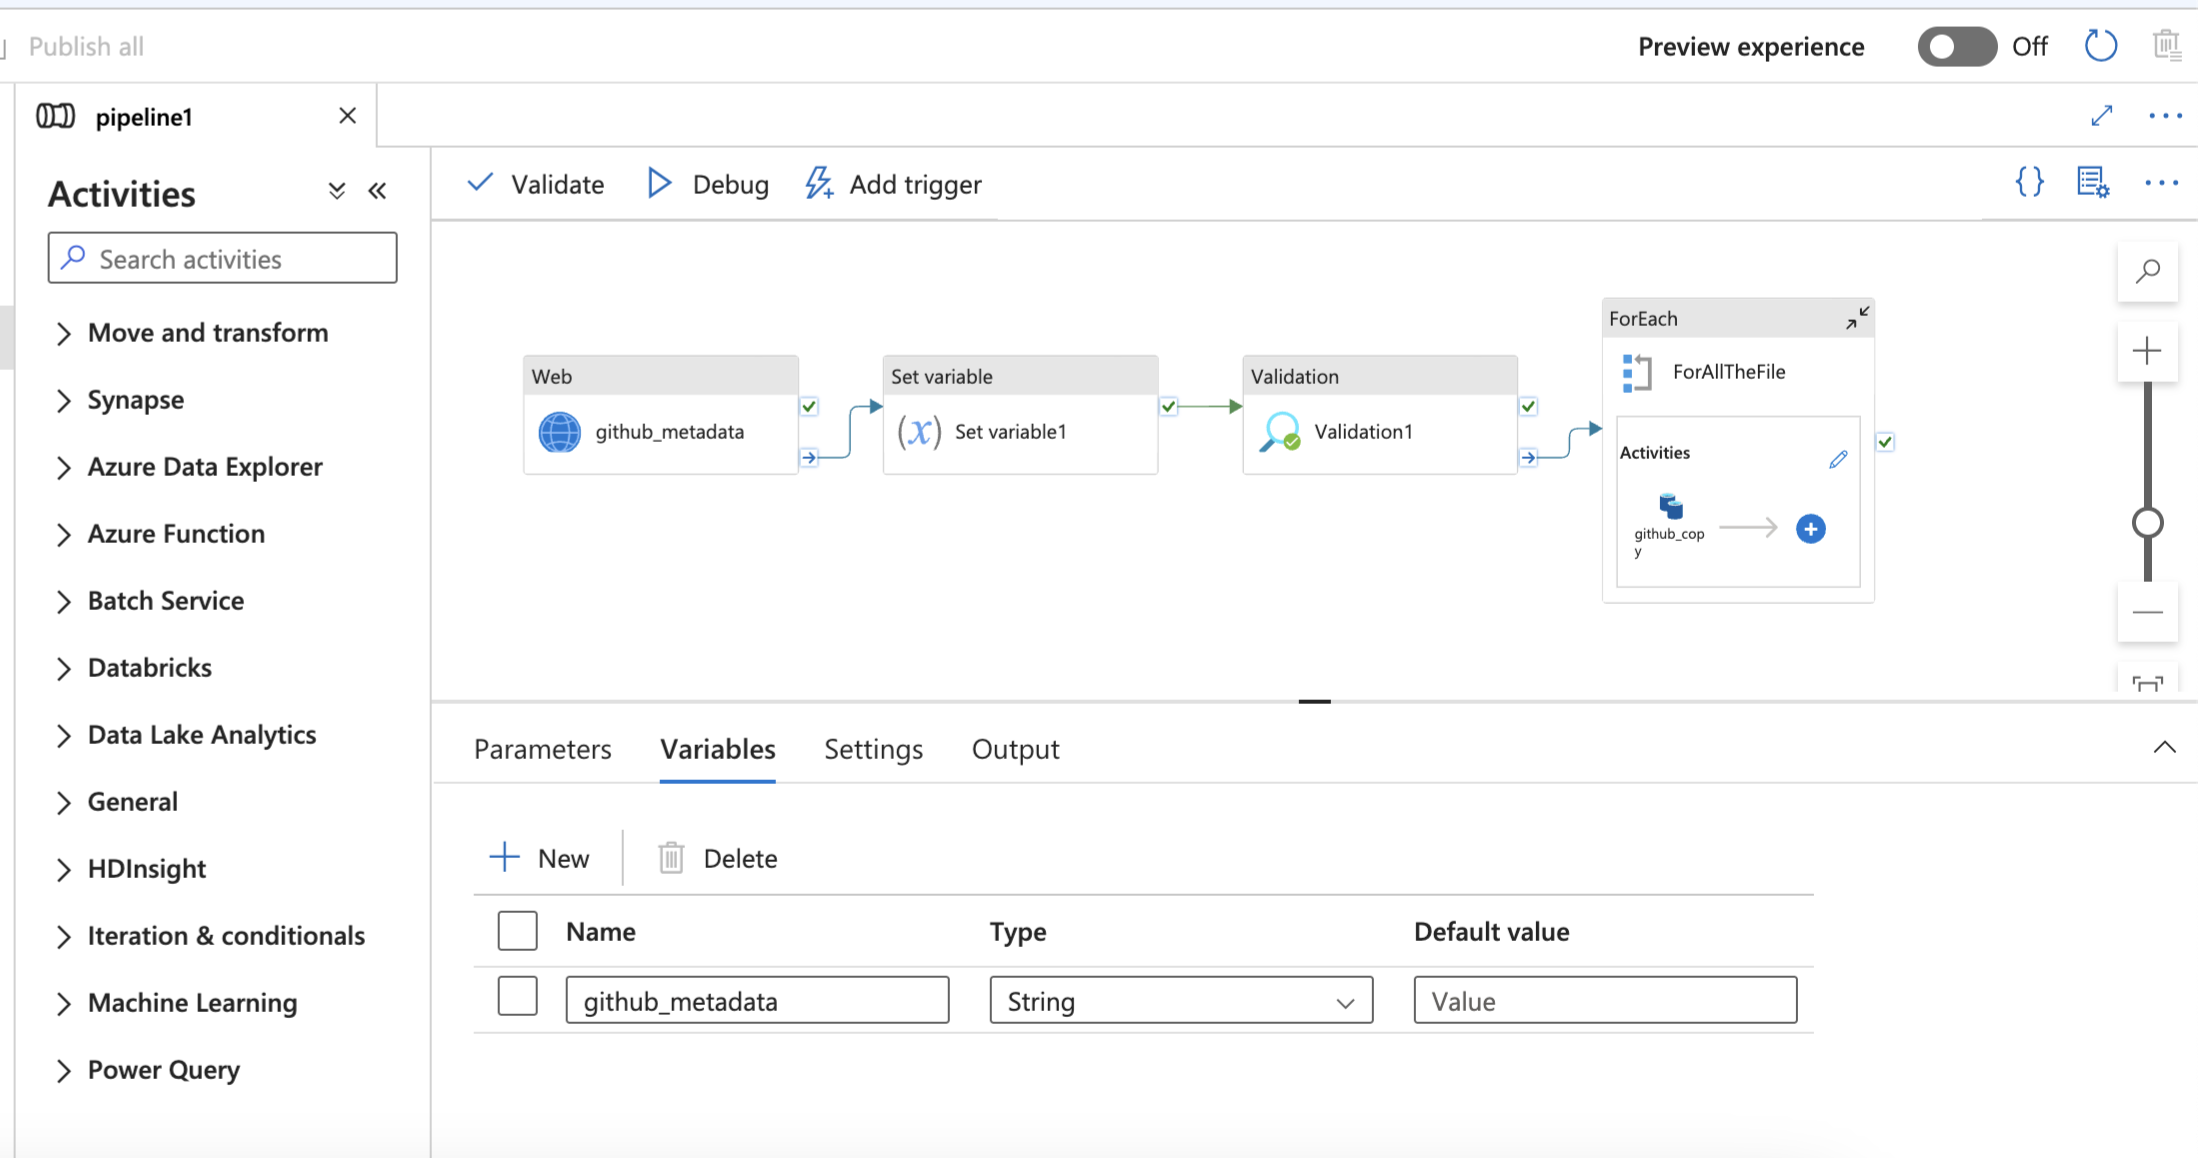 Publish all
Preview experience
Off
pipeline1
Activities
Search activities
Move and transform
Synapse
Azure Data Explorer
Azure Function
Batch Service
Databricks
Data Lake Analytics
General
HDInsight
Iteration & conditionals
Machine Learning
Power Query
Validate
Debug
Add trigger
Web
github_metadata
Set variable
(x) Set variable1
Validation
Validation1
ForEach
ForAllTheFile
Activities
github_cop
y
Parameters
Variables
Settings
Output
New
Delete
Name
Type
Default value
github_metadata
String
Value